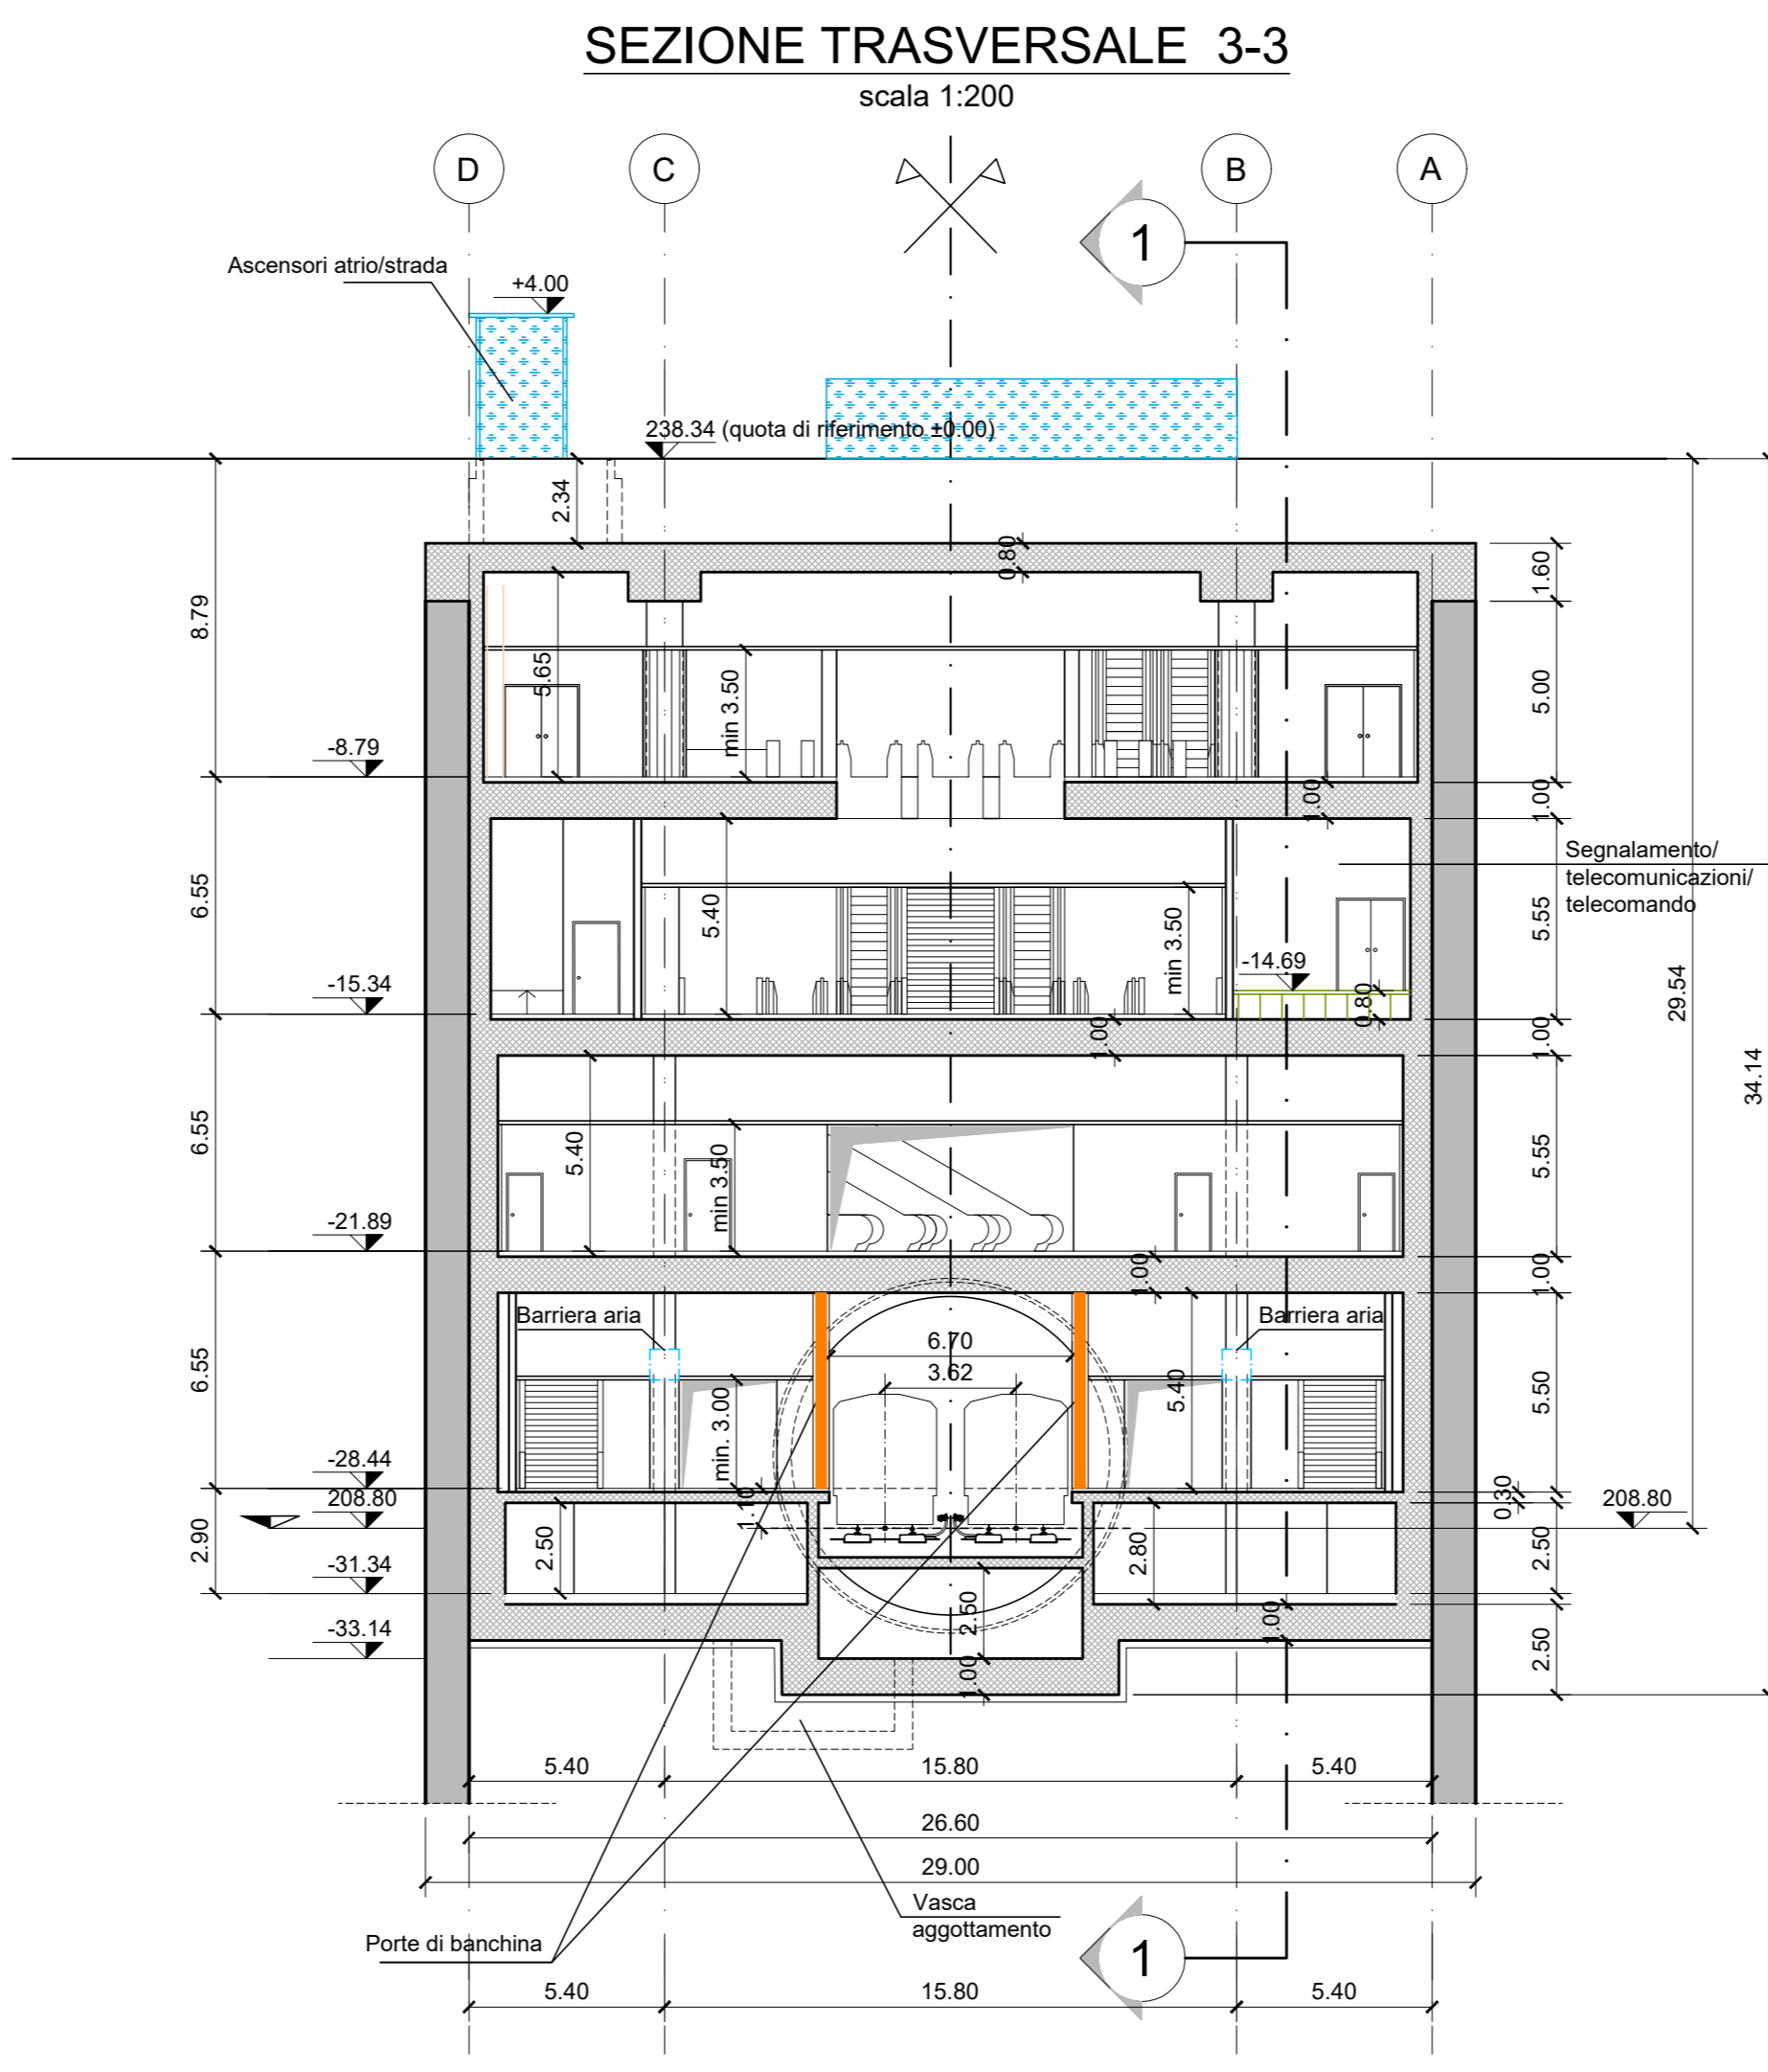 SEZIONE TRASVERSALE 3-3
scala 1:200
D
C
B
A
1
Ascensori atrio/strada
+4.00
238.34 (quota di riferimento ±0.00)
2.34
0.80
1.60
8.79
5.65
min 3.50
5.00
-8.79
1.00
1.00
Segnalamento/
telecomunicazioni/
telecomando
6.55
5.40
min 3.50
5.55
-14.69
29.54
-15.34
0.80
1.00
1.00
34.14
6.55
5.40
min 3.50
5.55
-21.89
1.00
1.00
Barriera aria
Barriera aria
6.70
3.62
6.55
min. 3.00
5.40
5.50
-28.44
208.80
1.10
0.30
208.80
2.90
2.50
2.80
2.50
-31.34
2.50
1.00
-33.14
1.00
2.50
5.40
15.80
5.40
26.60
29.00
Vasca
aggottamento
Porte di banchina
1
5.40
15.80
5.40